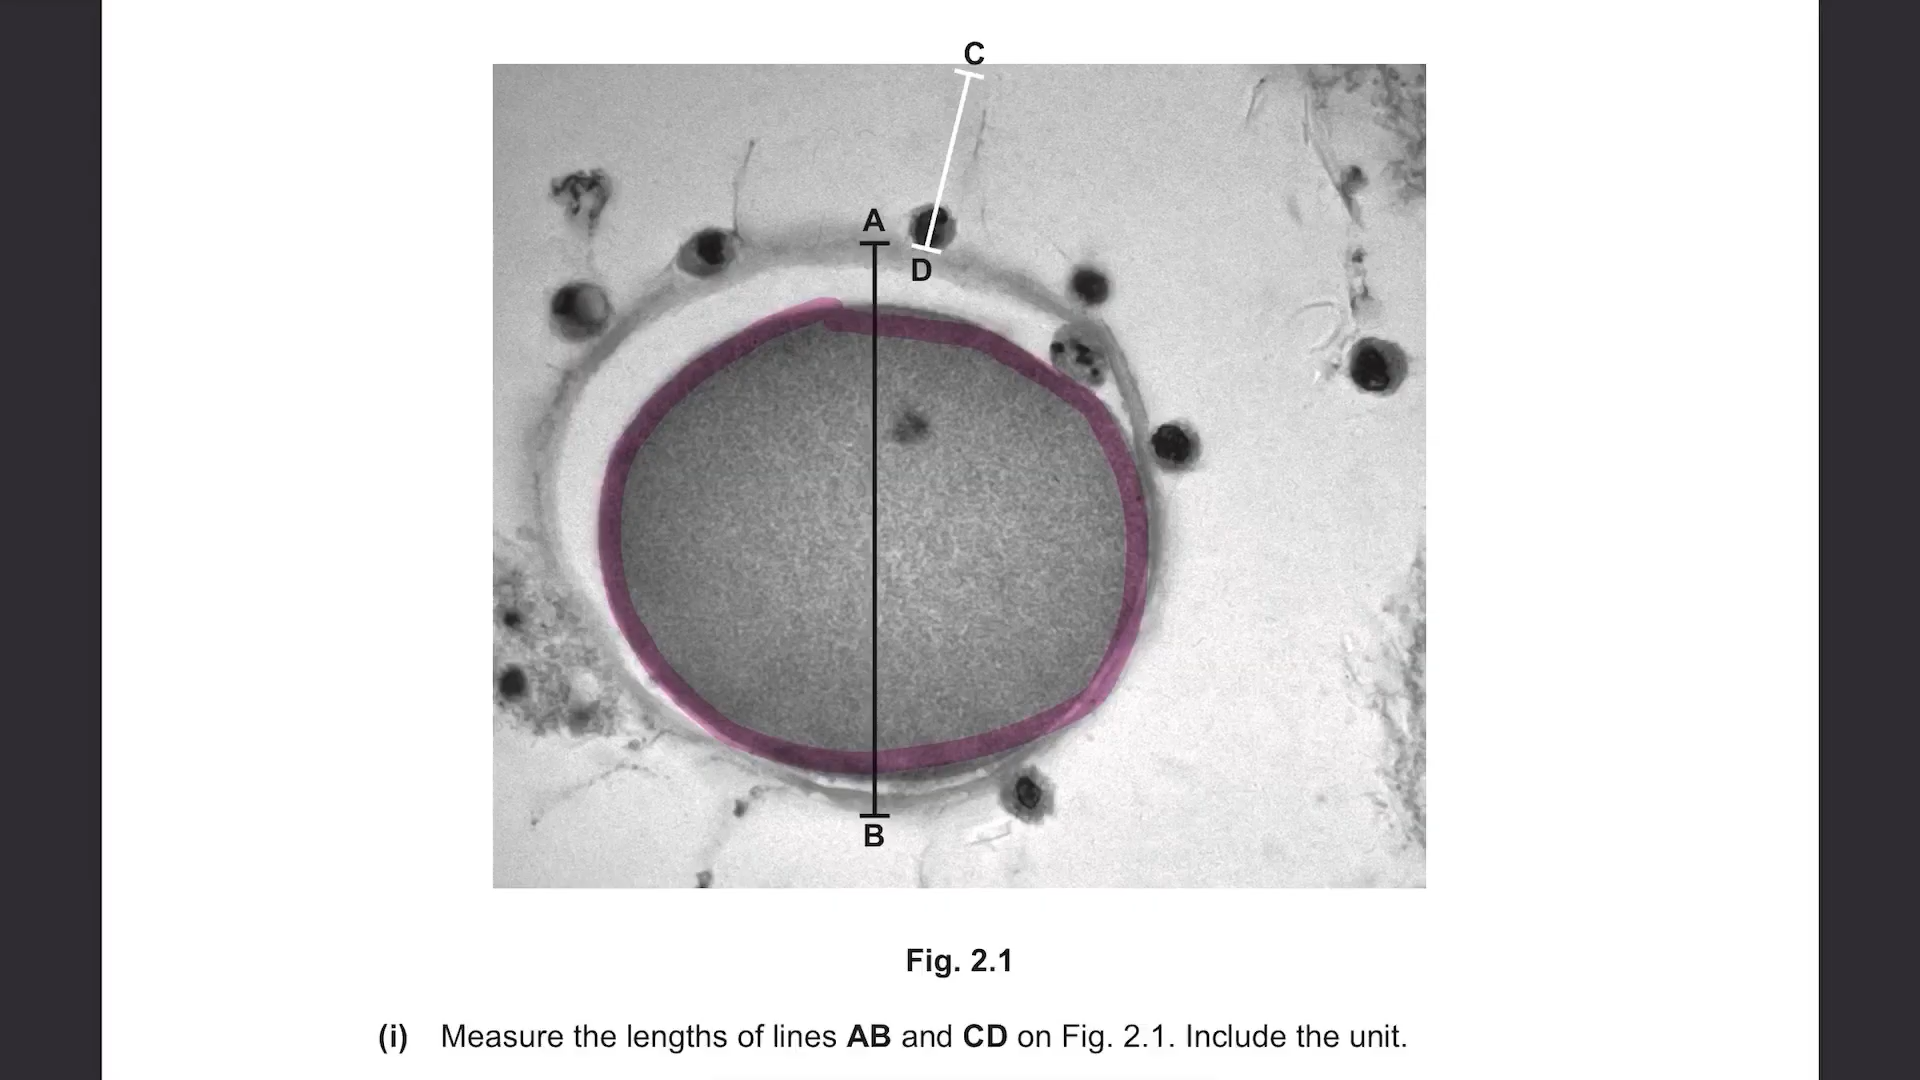 C
A
D
B
Fig. 2.1
(i) Measure the lengths of lines AB and CD on Fig. 2.1. Include the unit.